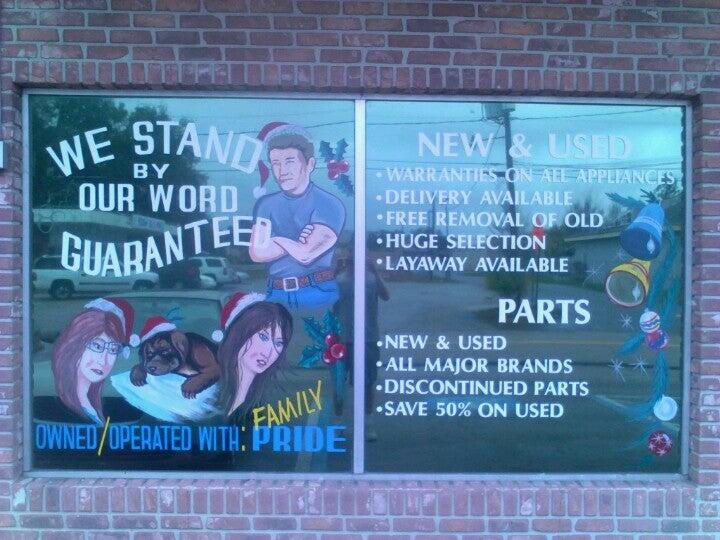 WE STAND
BY
OUR WORD
GUARANTEED
OWNED/OPERATED WITH: FAMILY
PRIDE
NEW & USED
• WARRANTIES ON ALL APPLIANCES
• DELIVERY AVAILABLE
• FREE REMOVAL OF OLD
• HUGE SELECTION
• LAYAWAY AVAILABLE
PARTS
• NEW & USED
• ALL MAJOR BRANDS
• DISCONTINUED PARTS
• SAVE 50% ON USED